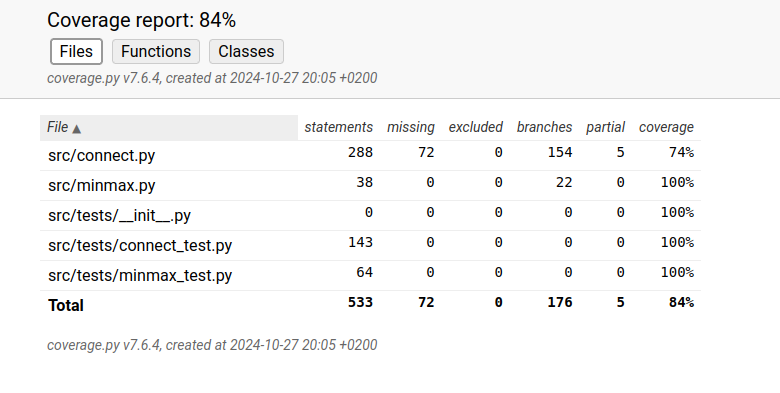 Coverage report: 84%
Files Functions Classes
coverage.py v7.6.4, created at 2024-10-27 20:05 +0200
File ▲ statements missing excluded branches partial coverage
src/connect.py 288 72 0 154 5 74%
src/minmax.py 38 0 0 22 0 100%
src/tests/__init__.py 0 0 0 0 0 100%
src/tests/connect_test.py 143 0 0 0 0 100%
src/tests/minmax_test.py 64 0 0 0 0 100%
Total 533 72 0 176 5 84%
coverage.py v7.6.4, created at 2024-10-27 20:05 +0200